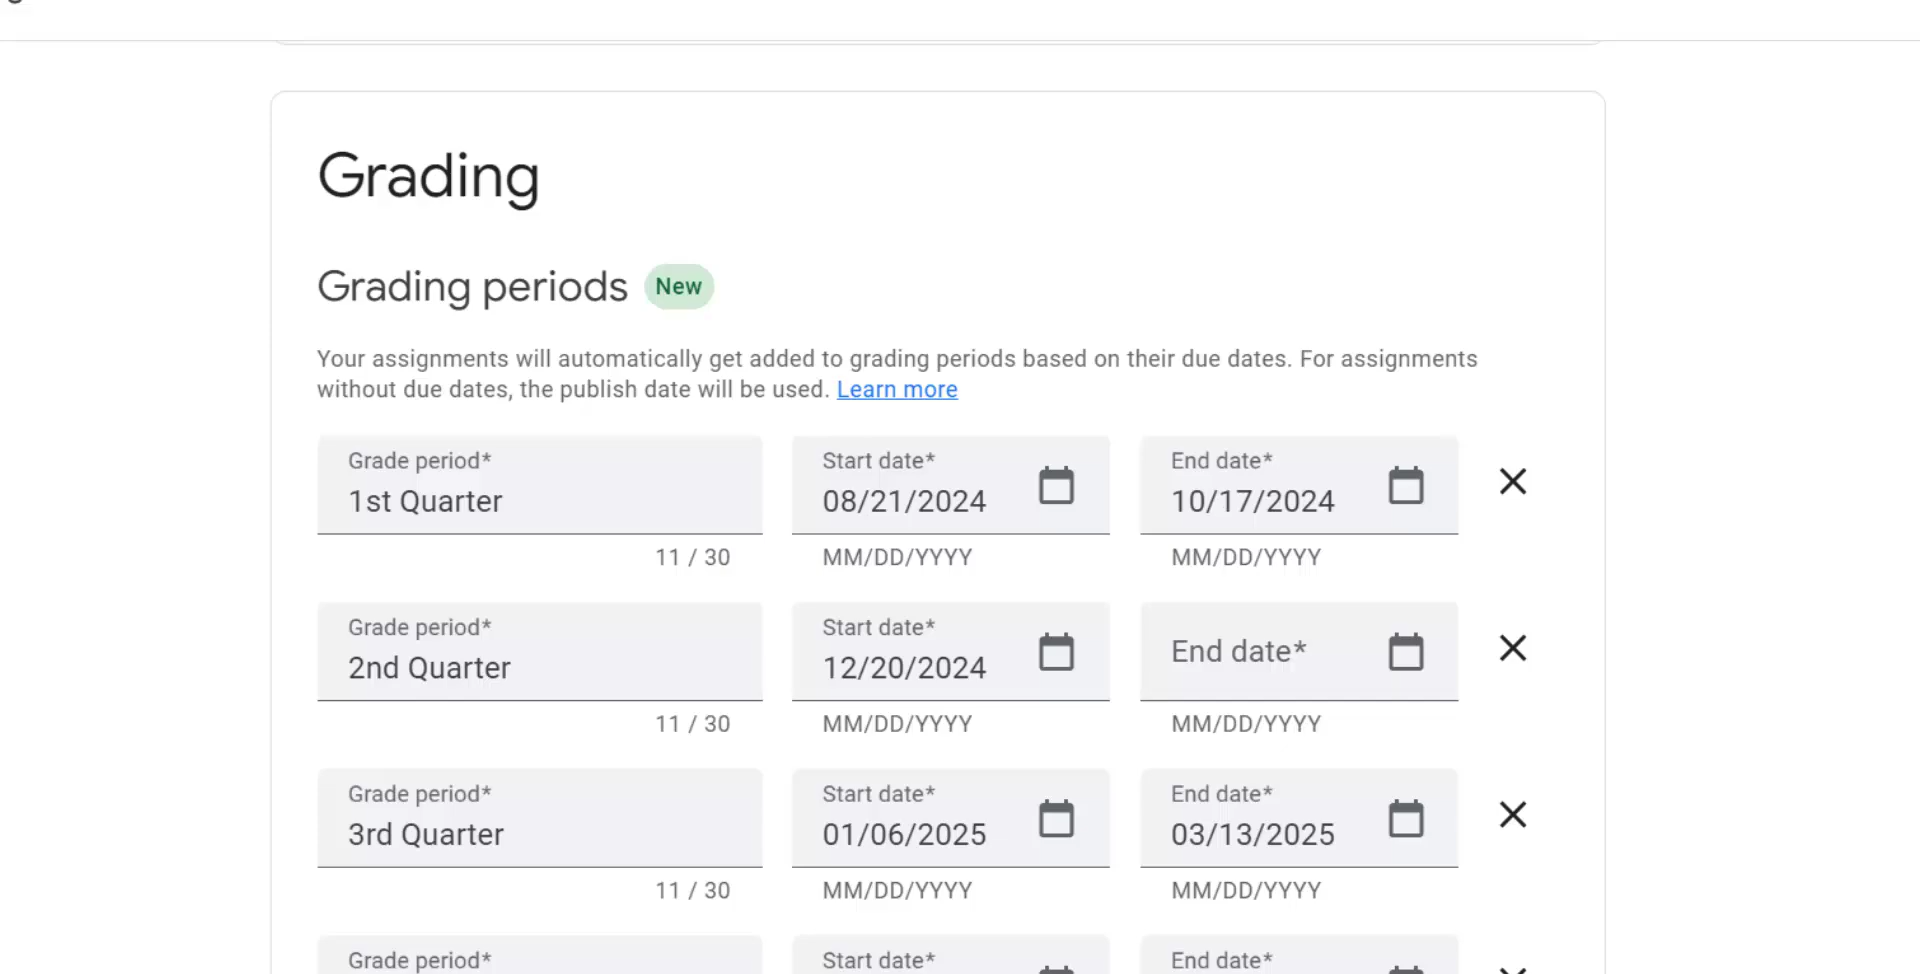 Grading
Grading periods New
Your assignments will automatically get added to grading periods based on their due dates. For assignments
without due dates, the publish date will be used. Learn more
Grade period* Start date* End date*
1st Quarter 08/21/2024 10/17/2024
11 / 30 MM/DD/YYYY MM/DD/YYYY
Grade period* Start date*
2nd Quarter 12/20/2024 End date*
11 / 30 MM/DD/YYYY MM/DD/YYYY
Grade period* Start date* End date*
3rd Quarter 01/06/2025 03/13/2025
11 / 30 MM/DD/YYYY MM/DD/YYYY
Grade period* Start date* End date*